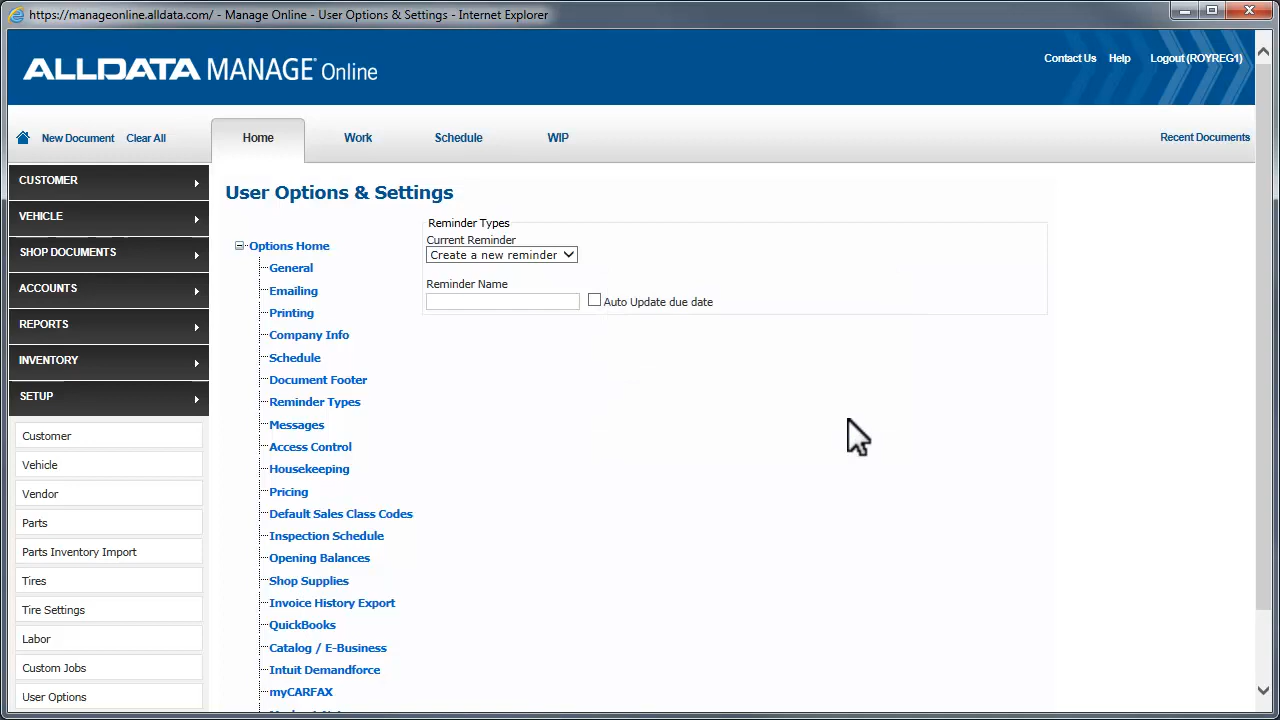 https://manageonline.alldata.com/ - Manage Online - User Options & Settings - Internet Explorer
ALLDATA MANAGE® Online
Contact Us Help Logout (ROYREG1)
New Document Clear All Home Work Schedule WIP Recent Documents
CUSTOMER
VEHICLE
SHOP DOCUMENTS
ACCOUNTS
REPORTS
INVENTORY
SETUP
Customer
Vehicle
Vendor
Parts
Parts Inventory Import
Tires
Tire Settings
Labor
Custom Jobs
User Options
User Options & Settings
Options Home
General
Emailing
Printing
Company Info
Schedule
Document Footer
Reminder Types
Messages
Access Control
Housekeeping
Pricing
Default Sales Class Codes
Inspection Schedule
Opening Balances
Shop Supplies
Invoice History Export
QuickBooks
Catalog / E-Business
Intuit Demandforce
myCARFAX
Reminder Types
Current Reminder
Create a new reminder
Reminder Name
Auto Update due date